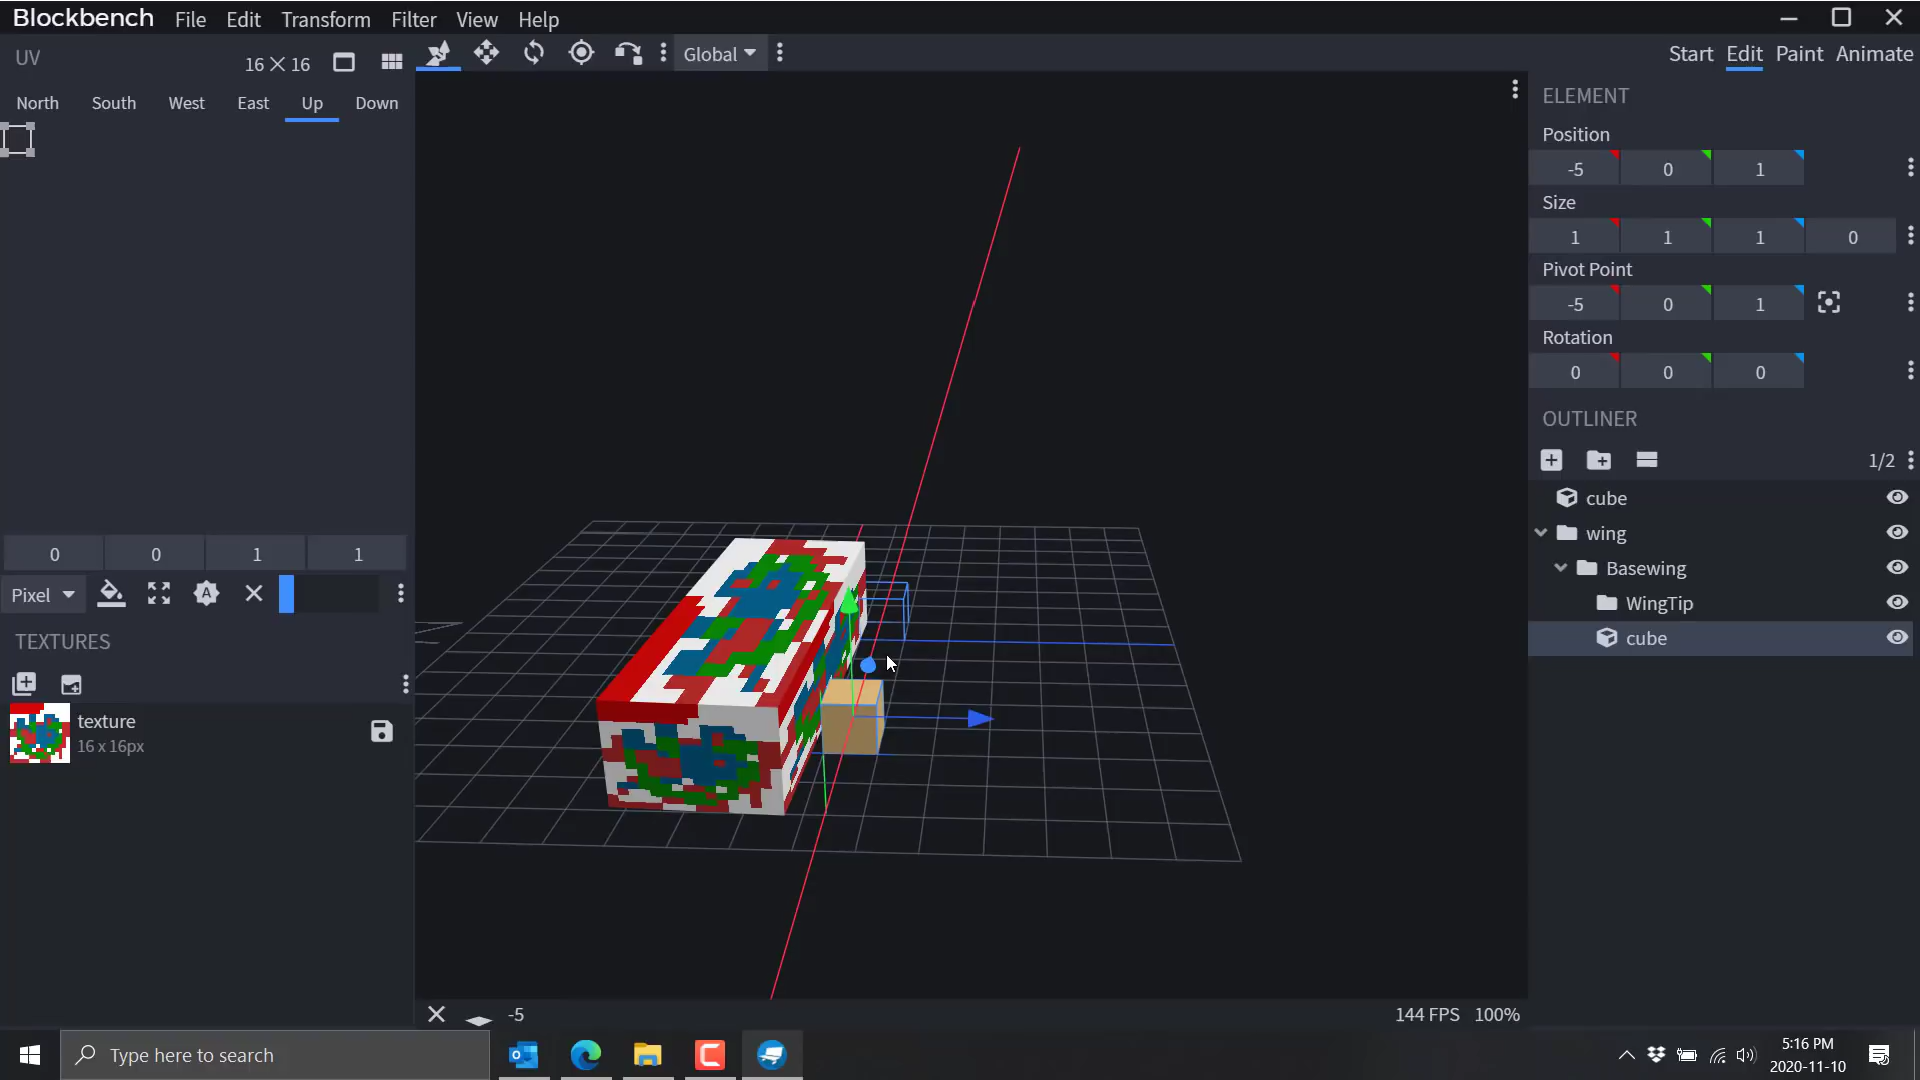 Blockbench File Edit Transform Filter View Help
UV
16 × 16
Global
Start Edit Paint Animate
North South West East Up Down
ELEMENT
Position
-5 0 1
Size
1 1 1 0
Pivot Point
-5 0 1
Rotation
0 0 0
OUTLINER
1/2
cube
wing
Basewing
WingTip
cube
0 0 1 1
Pixel
TEXTURES
texture
16 x 16px
-5
144 FPS 100%
Type here to search
5:16 PM
2020-11-10